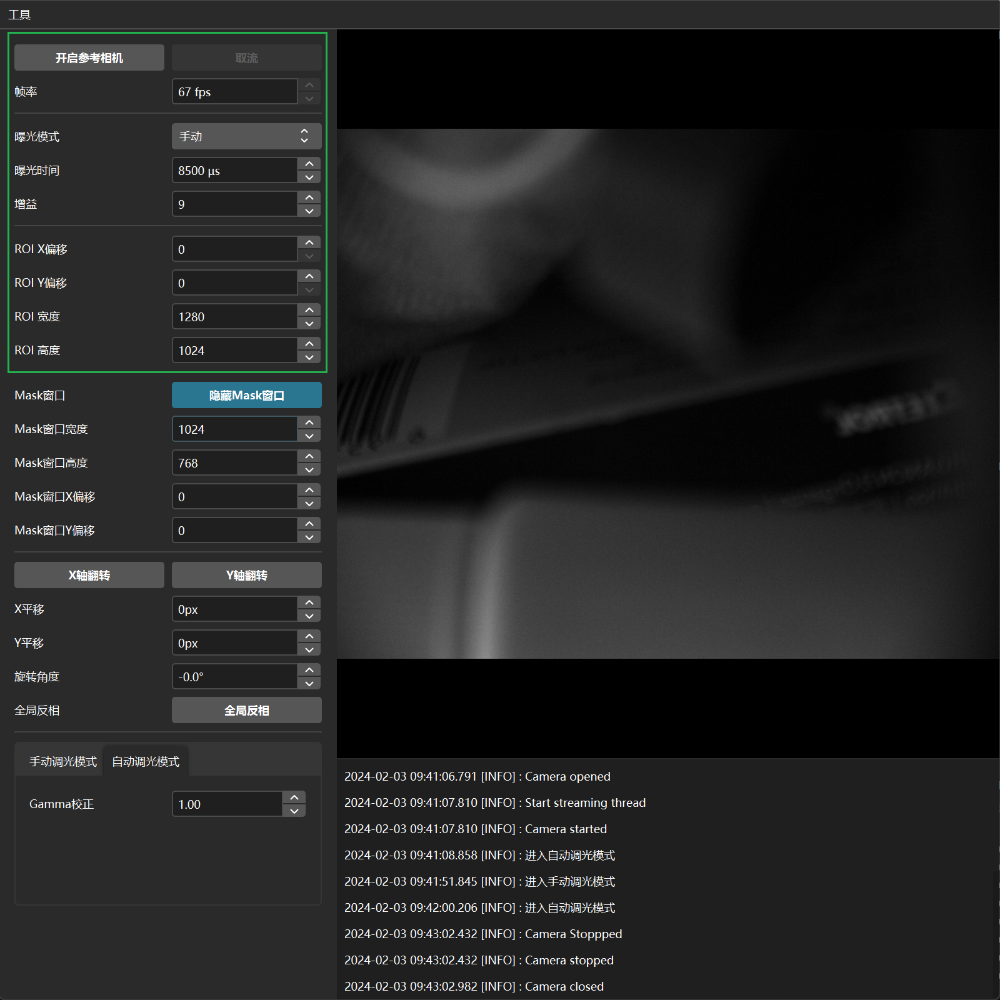 工具
开启参考相机 取流
帧率 67 fps
曝光模式 手动
曝光时间 8500 μs
增益 9
ROI X偏移 0
ROI Y偏移 0
ROI 宽度 1280
ROI 高度 1024
Mask窗口 隐藏Mask窗口
Mask窗口宽度 1024
Mask窗口高度 768
Mask窗口X偏移 0
Mask窗口Y偏移 0
X轴翻转 Y轴翻转
X平移 0px
Y平移 0px
旋转角度 -0.0°
全局反相 全局反相
手动调光模式 自动调光模式
Gamma校正 1.00
2024-02-03 09:41:06.791 [INFO] : Camera opened
2024-02-03 09:41:07.810 [INFO] : Start streaming thread
2024-02-03 09:41:07.810 [INFO] : Camera started
2024-02-03 09:41:08.858 [INFO] : 进入自动调光模式
2024-02-03 09:41:51.845 [INFO] : 进入手动调光模式
2024-02-03 09:42:00.206 [INFO] : 进入自动调光模式
2024-02-03 09:43:02.432 [INFO] : Camera Stoppped
2024-02-03 09:43:02.432 [INFO] : Camera stopped
2024-02-03 09:43:02.982 [INFO] : Camera closed